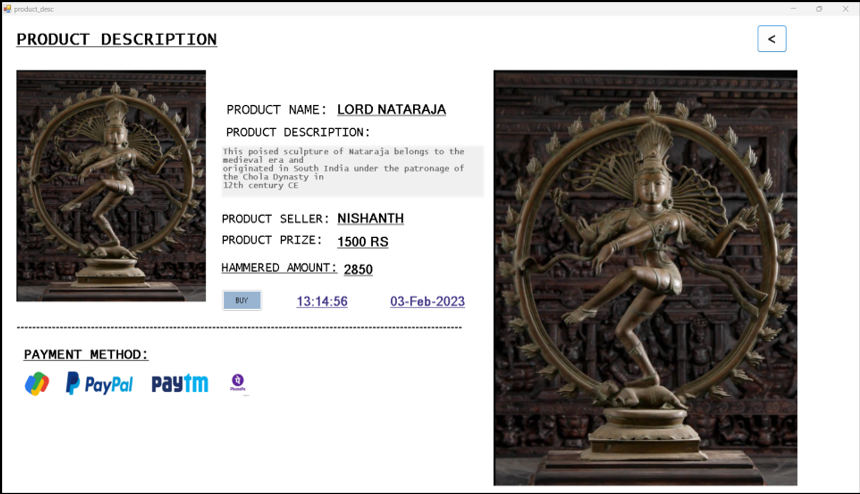 product_desc
PRODUCT DESCRIPTION
<
PRODUCT NAME: LORD NATARAJA
PRODUCT DESCRIPTION:
This poised sculpture of Nataraja belongs to the
medieval era and
originated in South India under the patronage of
the Chola Dynasty in
12th century CE
PRODUCT SELLER: NISHANTH
PRODUCT PRIZE: 1500 RS
HAMMERED AMOUNT: 2850
BUY 13:14:56 03-Feb-2023
PAYMENT METHOD:
PayPal paytm PhonePe